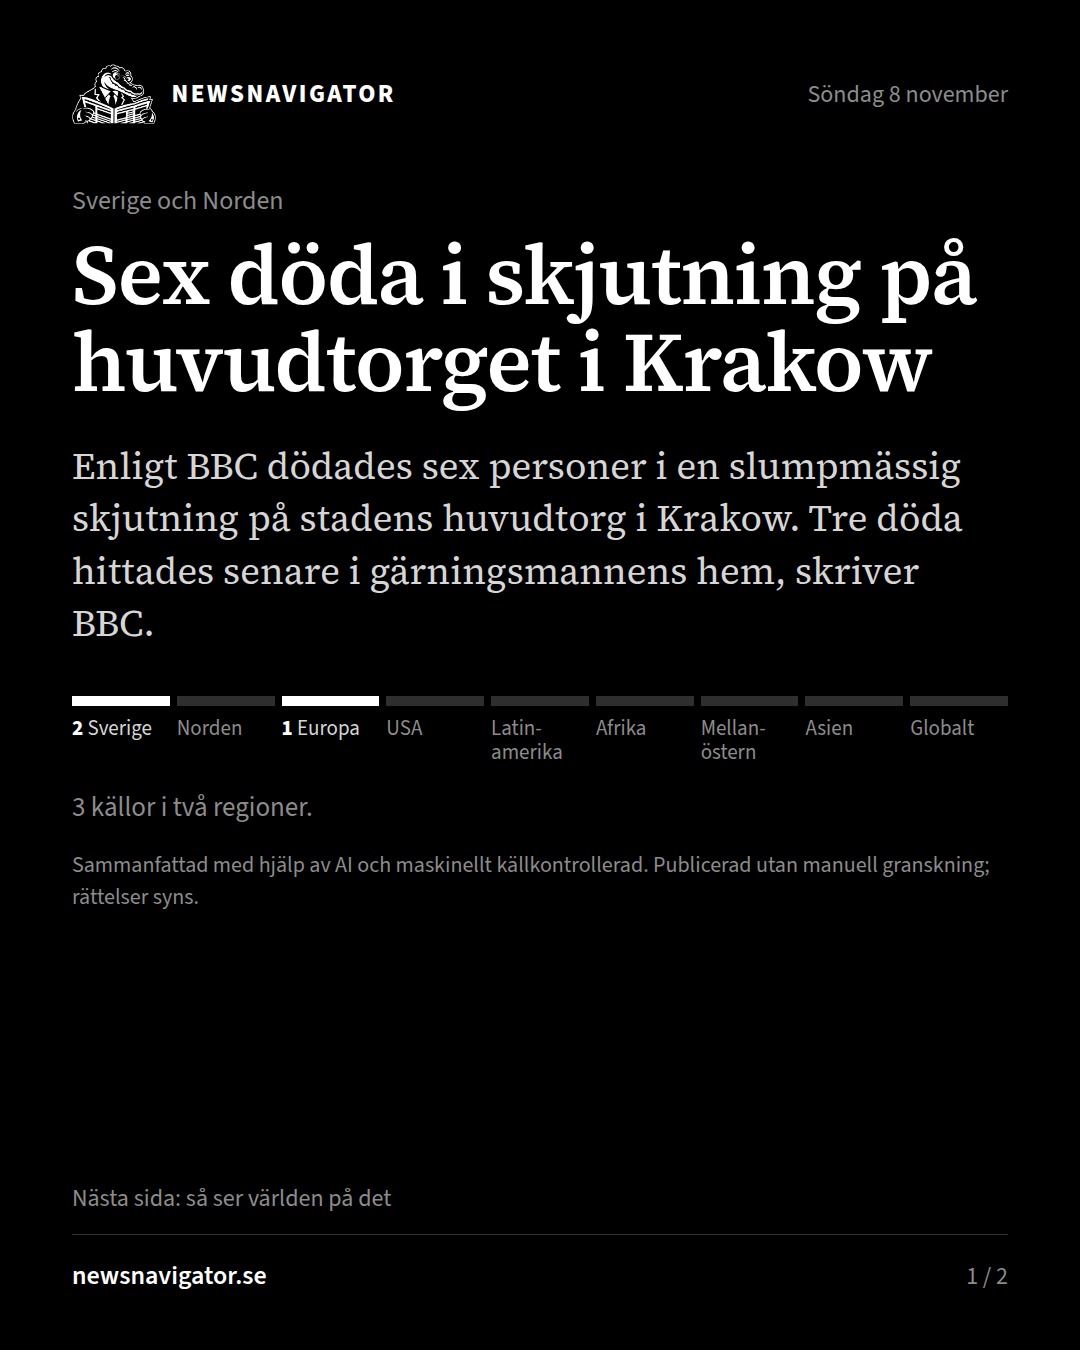 NEWSNAVIGATOR
Söndag 8 november
Sverige och Norden
Sex döda i skjutning på
huvudtorget i Krakow
Enligt BBC dödades sex personer i en slumpmässig
skjutning på stadens huvudtorg i Krakow. Tre döda
hittades senare i gärningsmannens hem, skriver
BBC.
2 Sverige
Norden
1 Europa
USA
Latin-
amerika
Afrika
Mellan-
östern
Asien
Globalt
3 källor i två regioner.
Sammanfattad med hjälp av AI och maskinellt källkontrollerad. Publicerad utan manuell granskning;
rättelser syns.
Nästa sida: så ser världen på det
newsnavigator.se
1 / 2